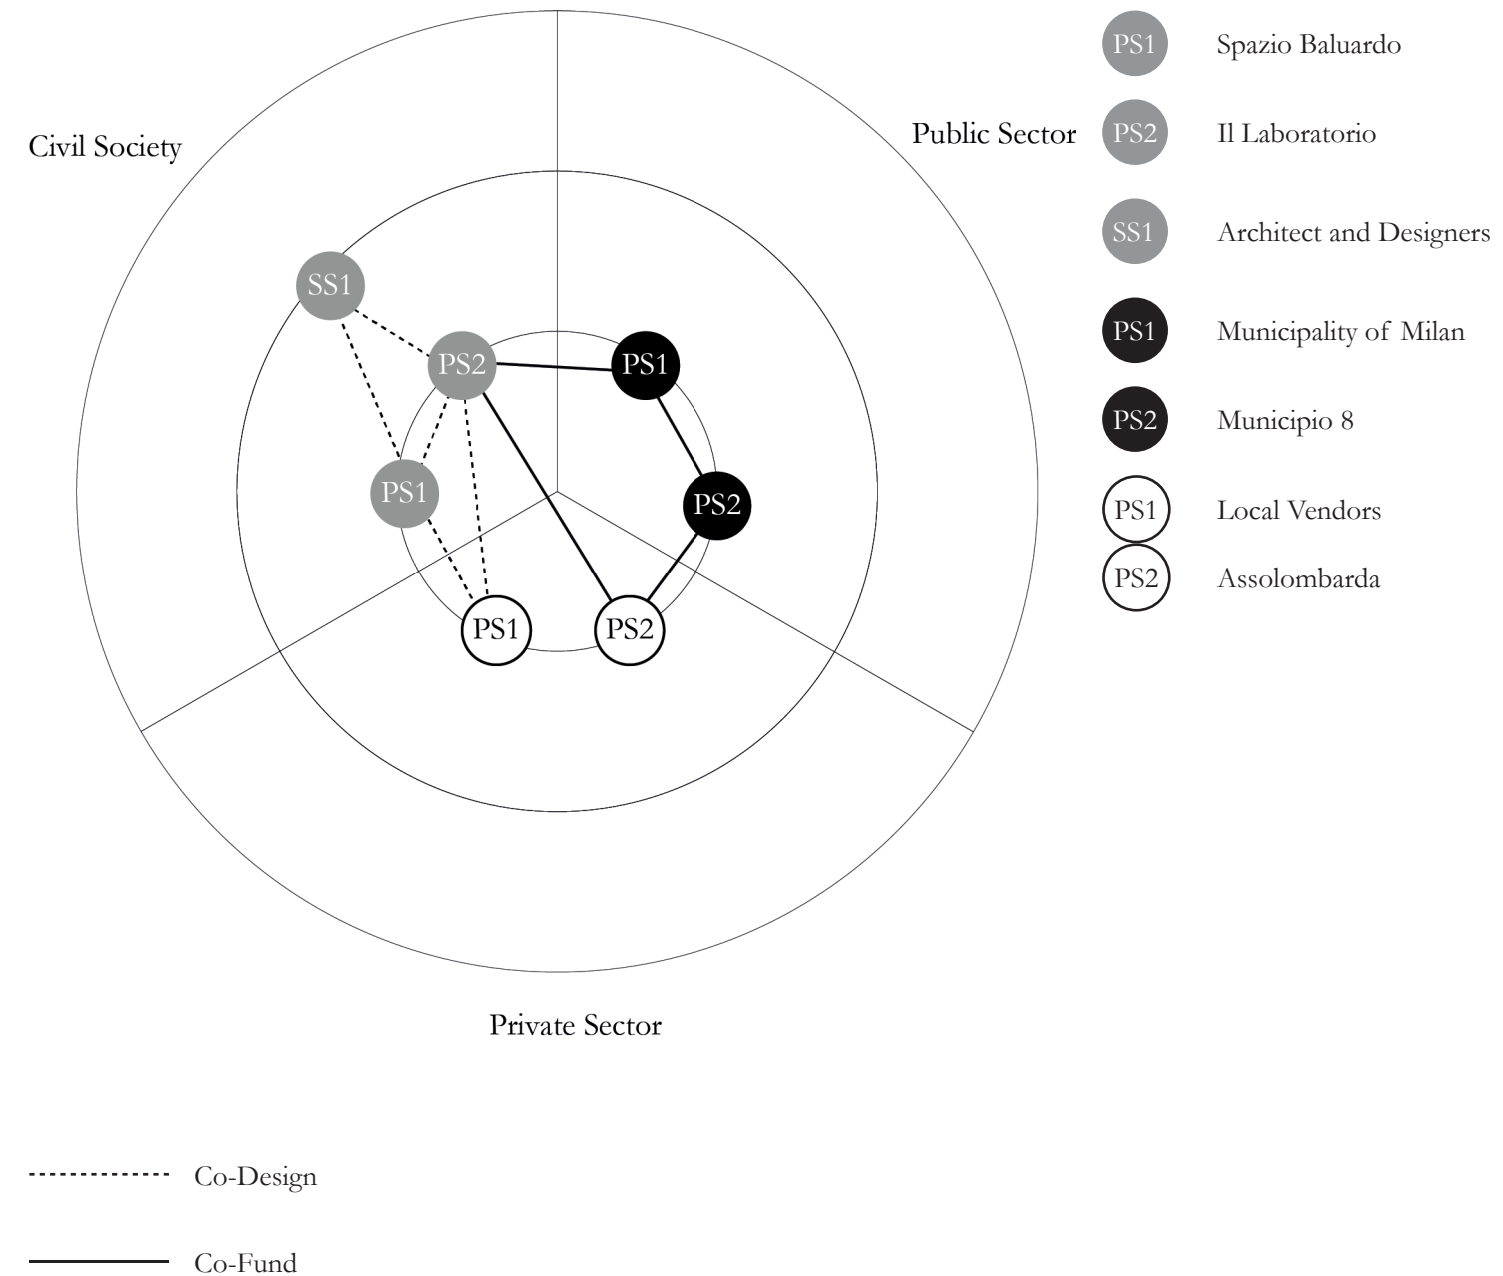 PS1 Spazio Baluardo
Civil Society
Public Sector
PS2 Il Laboratorio
SS1 Architect and Designers
SS1
PS1 Municipality of Milan
PS2
PS1
PS2 Municipio 8
PS1
PS2
PS1 Local Vendors
PS2 Assolombarda
PS1
PS2
Private Sector
Co-Design
Co-Fund